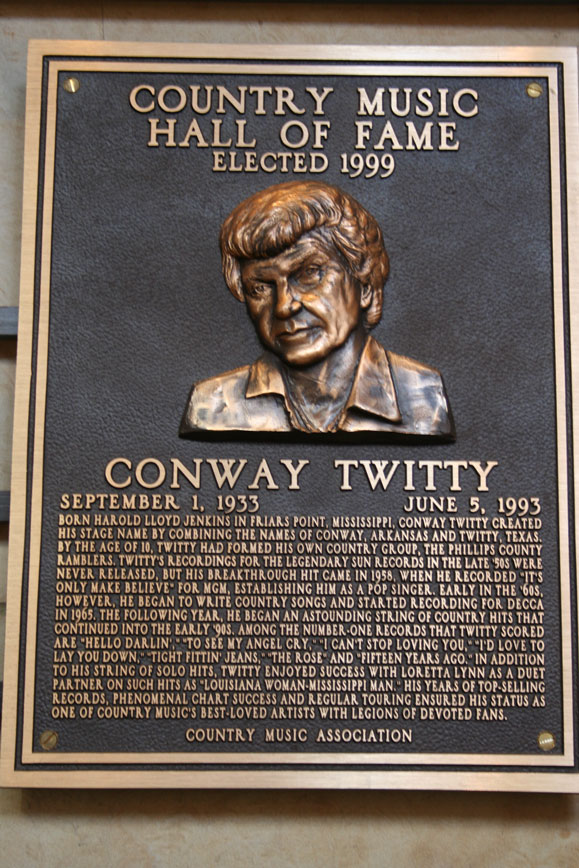 COUNTRY MUSIC
HALL OF FAME
ELECTED 1999
CONWAY TWITTY
SEPTEMBER 1, 1933 JUNE 5, 1993
BORN HAROLD LLOYD JENKINS IN FRIARS POINT, MISSISSIPPI, CONWAY TWITTY CREATED
HIS STAGE NAME BY COMBINING THE NAMES OF CONWAY, ARKANSAS AND TWITTY, TEXAS.
BY THE AGE OF 10, TWITTY HAD FORMED HIS OWN COUNTRY GROUP, THE PHILLIPS COUNTY
RAMBLERS. TWITTY'S RECORDINGS FOR THE LEGENDARY SUN RECORDS IN THE LATE '50S WERE
NEVER RELEASED, BUT HIS BREAKTHROUGH HIT CAME IN 1958, WHEN HE RECORDED "IT'S
ONLY MAKE BELIEVE" FOR MGM, ESTABLISHING HIM AS A POP SINGER. EARLY IN THE '60S,
HOWEVER, HE BEGAN TO WRITE COUNTRY SONGS AND STARTED RECORDING FOR DECCA
IN 1965. THE FOLLOWING YEAR, HE BEGAN AN ASTOUNDING STRING OF COUNTRY HITS THAT
CONTINUED INTO THE EARLY '90S. AMONG THE NUMBER-ONE RECORDS THAT TWITTY SCORED
ARE "HELLO DARLIN'," "TO SEE MY ANGEL CRY," "I CAN'T STOP LOVING YOU," "I'D LOVE TO
LAY YOU DOWN," "TIGHT FITTIN' JEANS," "THE ROSE" AND "FIFTEEN YEARS AGO." IN ADDITION
TO HIS STRING OF SOLO HITS, TWITTY ENJOYED SUCCESS WITH LORETTA LYNN AS A DUET
PARTNER ON SUCH HITS AS "LOUISIANA WOMAN-MISSISSIPPI MAN." HIS YEARS OF TOP-SELLING
RECORDS, PHENOMENAL CHART SUCCESS AND REGULAR TOURING ENSURED HIS STATUS AS
ONE OF COUNTRY MUSIC'S BEST-LOVED ARTISTS WITH LEGIONS OF DEVOTED FANS.
COUNTRY MUSIC ASSOCIATION